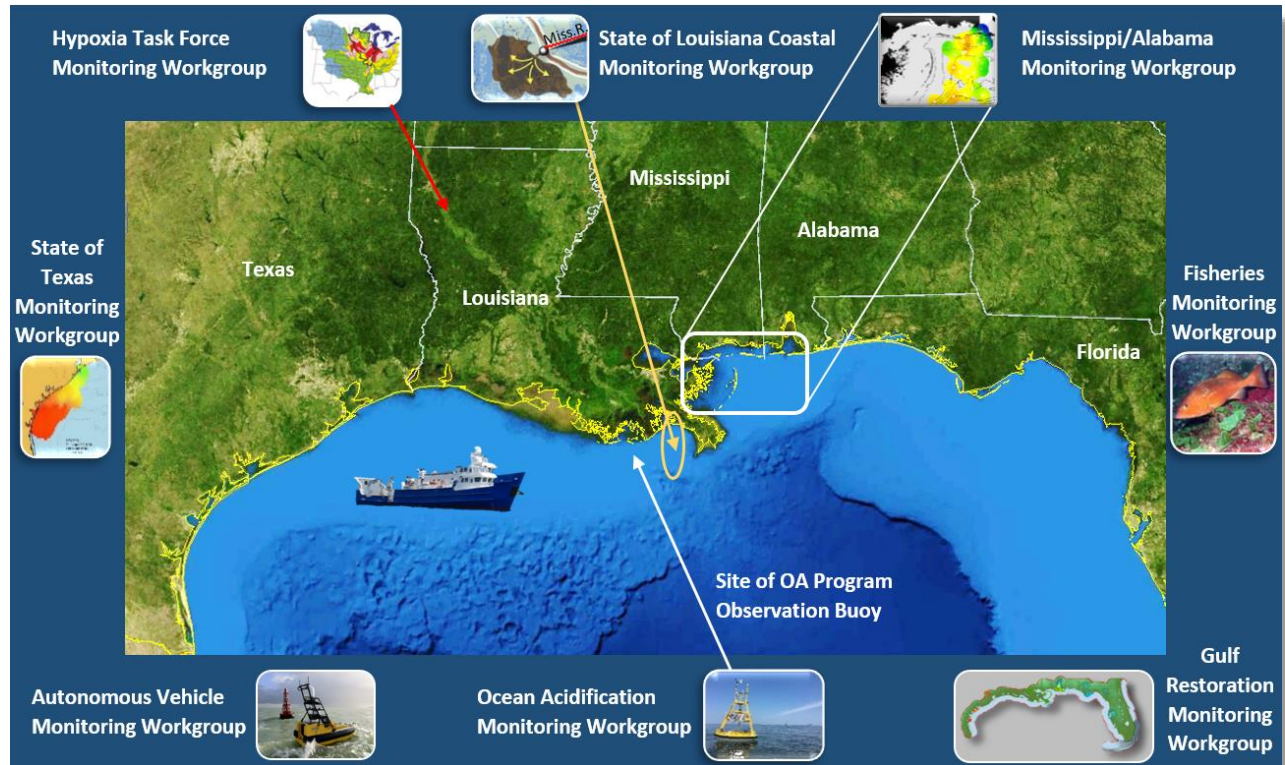 Hypoxia Task Force
Monitoring Workgroup
Miss.R.
State of Louisiana Coastal
Monitoring Workgroup
Mississippi/Alabama
Monitoring Workgroup
State of
Texas
Monitoring
Workgroup
Texas
Louisiana
Mississippi
Alabama
Florida
Fisheries
Monitoring
Workgroup
Site of OA Program
Observation Buoy
Autonomous Vehicle
Monitoring Workgroup
Ocean Acidification
Monitoring Workgroup
Gulf
Restoration
Monitoring
Workgroup